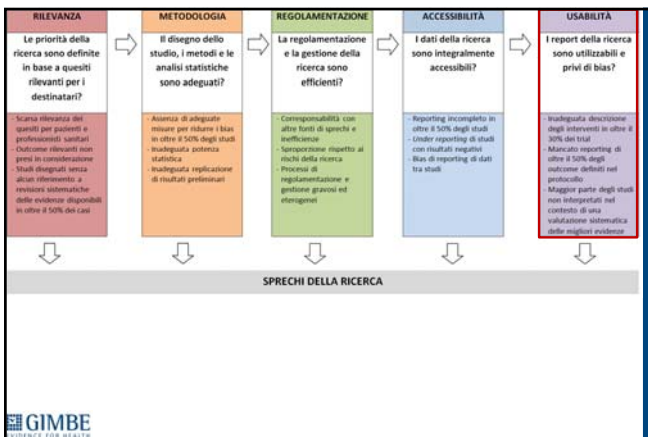 RILEVANZA
Le priorità della
ricerca sono definite
in base a quesiti
rilevanti per i
destinatari?
- Scarsa rilevanza dei
quesiti per pazienti e
professionisti sanitari
- Outcome rilevanti non
presi in considerazione
- Studi disegnati senza
alcun riferimento a
revisioni sistematiche
delle evidenze disponibili
in oltre il 50% dei casi
METODOLOGIA
Il disegno dello
studio, i metodi e le
analisi statistiche
sono adeguati?
- Assenza di adeguate
misure per ridurre i bias
in oltre il 50% degli studi
- Inadeguata potenza
statistica
- Inadeguata replicazione
di risultati preliminari
REGOLAMENTAZIONE
La regolamentazione
e la gestione della
ricerca sono
efficienti?
- Corresponsabilità con
altre fonti di sprechi e
inefficienze
- Sproporzione rispetto ai
rischi della ricerca
- Processi di
regolamentazione e
gestione gravosi ed
eterogenei
ACCESSIBILITÀ
I dati della ricerca
sono integralmente
accessibili?
- Reporting incompleto in
oltre il 50% degli studi
- Under reporting di studi
con risultati negativi
- Bias di reporting di dati
tra studi
USABILITÀ
I report della ricerca
sono utilizzabili e
privi di bias?
- Inadeguata descrizione
degli interventi in oltre il
30% dei trial
- Mancato reporting di
oltre il 50% degli
outcome definiti nel
protocollo
- Maggior parte degli studi
non interpretati nel
contesto di una
valutazione sistematica
delle migliori evidenze
SPRECHI DELLA RICERCA
GIMBE
EVIDENCE FOR HEALTH